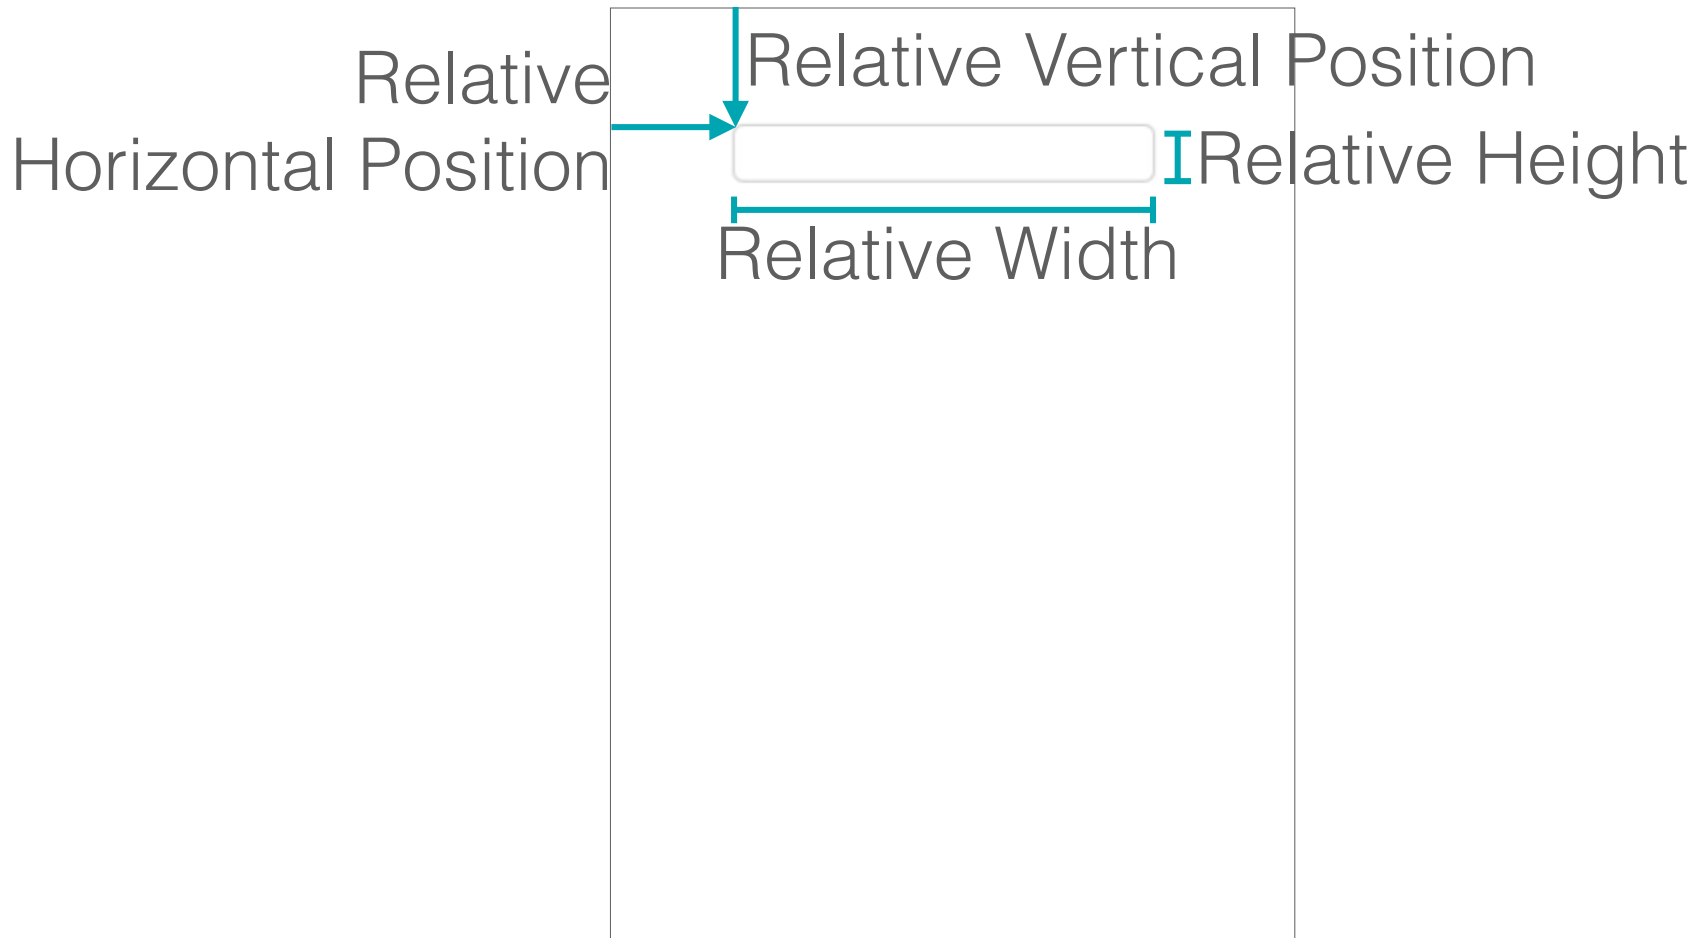 Relative Vertical Position
Relative
Horizontal Position
Relative Height
Relative Width